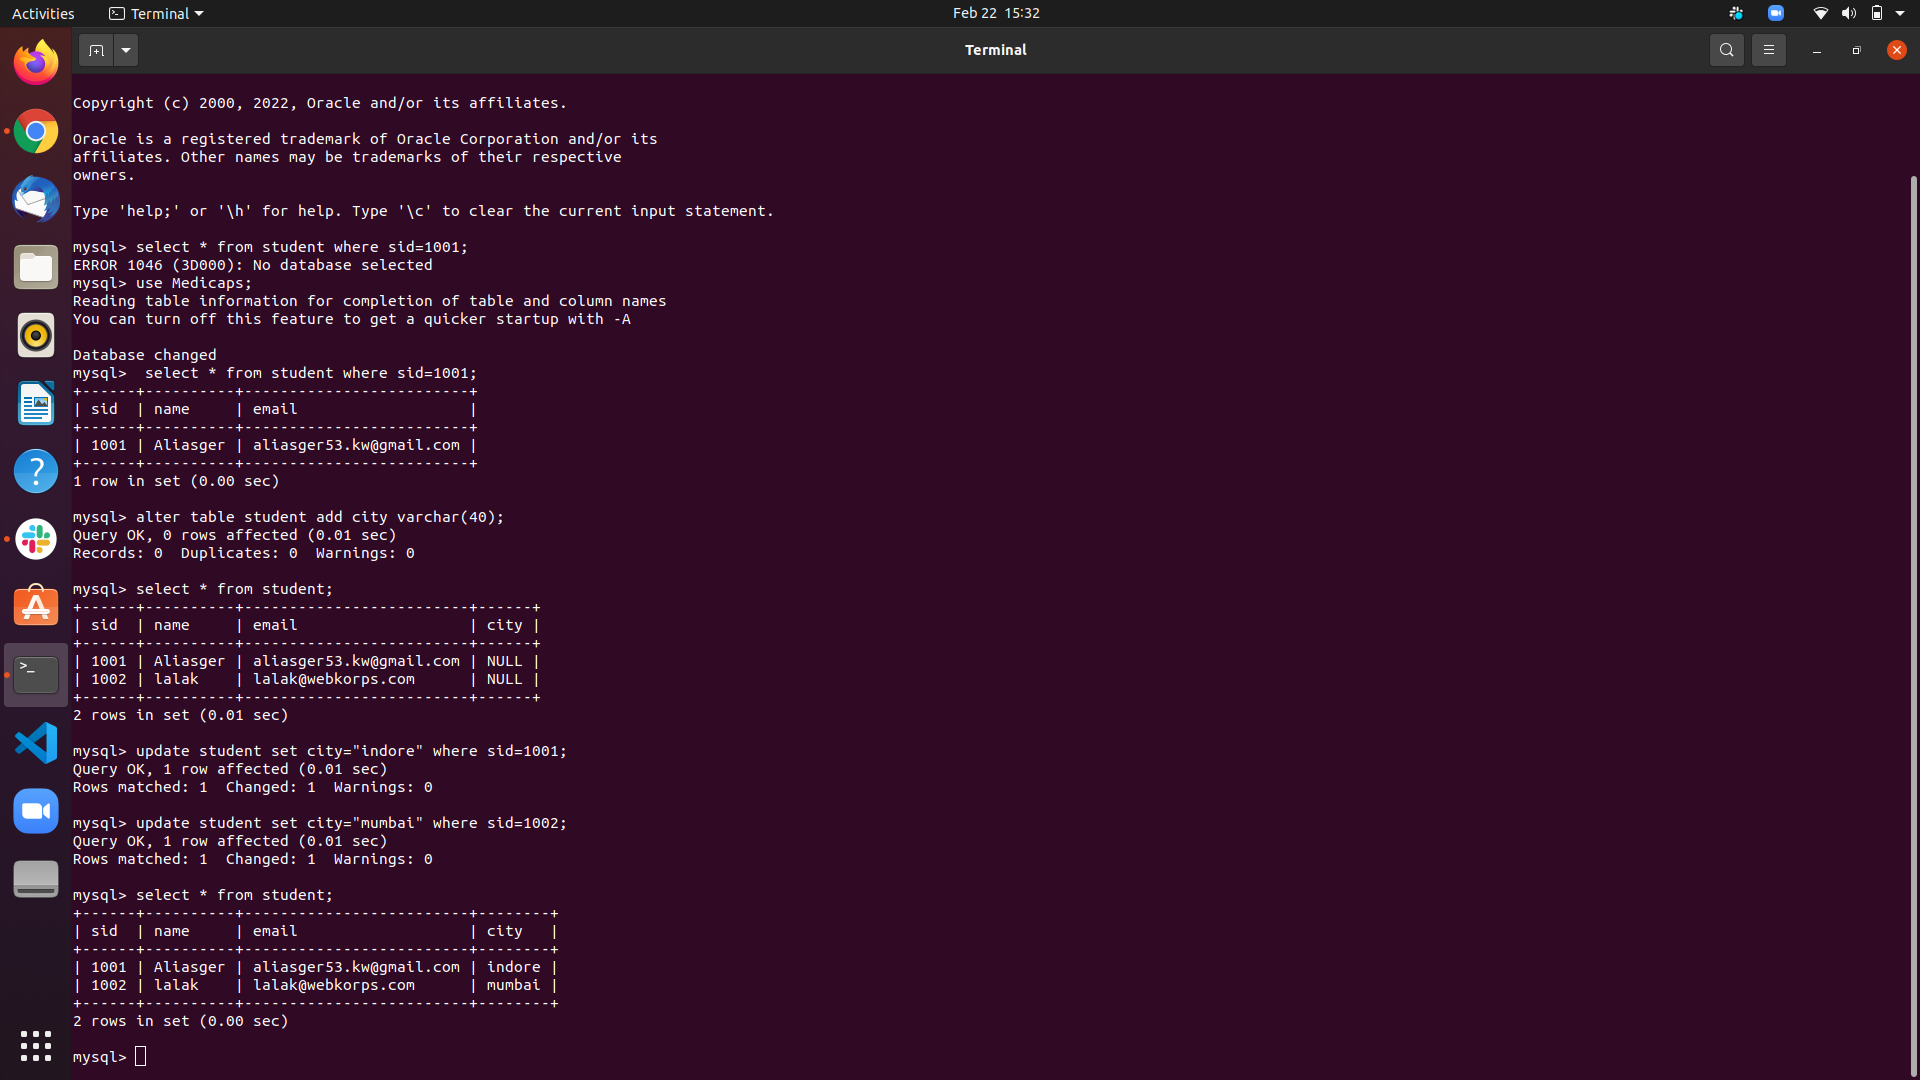 Activities
Terminal
Feb 22  15:32
Terminal
Copyright (c) 2000, 2022, Oracle and/or its affiliates.

Oracle is a registered trademark of Oracle Corporation and/or its
affiliates. Other names may be trademarks of their respective
owners.

Type 'help;' or '\h' for help. Type '\c' to clear the current input statement.

mysql> select * from student where sid=1001;
ERROR 1046 (3D000): No database selected
mysql> use Medicaps;
Reading table information for completion of table and column names
You can turn off this feature to get a quicker startup with -A

Database changed
mysql>  select * from student where sid=1001;
+------+----------+-------------------------+
| sid  | name     | email                   |
+------+----------+-------------------------+
| 1001 | Aliasger | aliasger53.kw@gmail.com |
+------+----------+-------------------------+
1 row in set (0.00 sec)

mysql> alter table student add city varchar(40);
Query OK, 0 rows affected (0.01 sec)
Records: 0  Duplicates: 0  Warnings: 0

mysql> select * from student;
+------+----------+-------------------------+------+
| sid  | name     | email                   | city |
+------+----------+-------------------------+------+
| 1001 | Aliasger | aliasger53.kw@gmail.com | NULL |
| 1002 | lalak    | lalak@webkorps.com      | NULL |
+------+----------+-------------------------+------+
2 rows in set (0.01 sec)

mysql> update student set city="indore" where sid=1001;
Query OK, 1 row affected (0.01 sec)
Rows matched: 1  Changed: 1  Warnings: 0

mysql> update student set city="mumbai" where sid=1002;
Query OK, 1 row affected (0.01 sec)
Rows matched: 1  Changed: 1  Warnings: 0

mysql> select * from student;
+------+----------+-------------------------+--------+
| sid  | name     | email                   | city   |
+------+----------+-------------------------+--------+
| 1001 | Aliasger | aliasger53.kw@gmail.com | indore |
| 1002 | lalak    | lalak@webkorps.com      | mumbai |
+------+----------+-------------------------+--------+
2 rows in set (0.00 sec)

mysql>